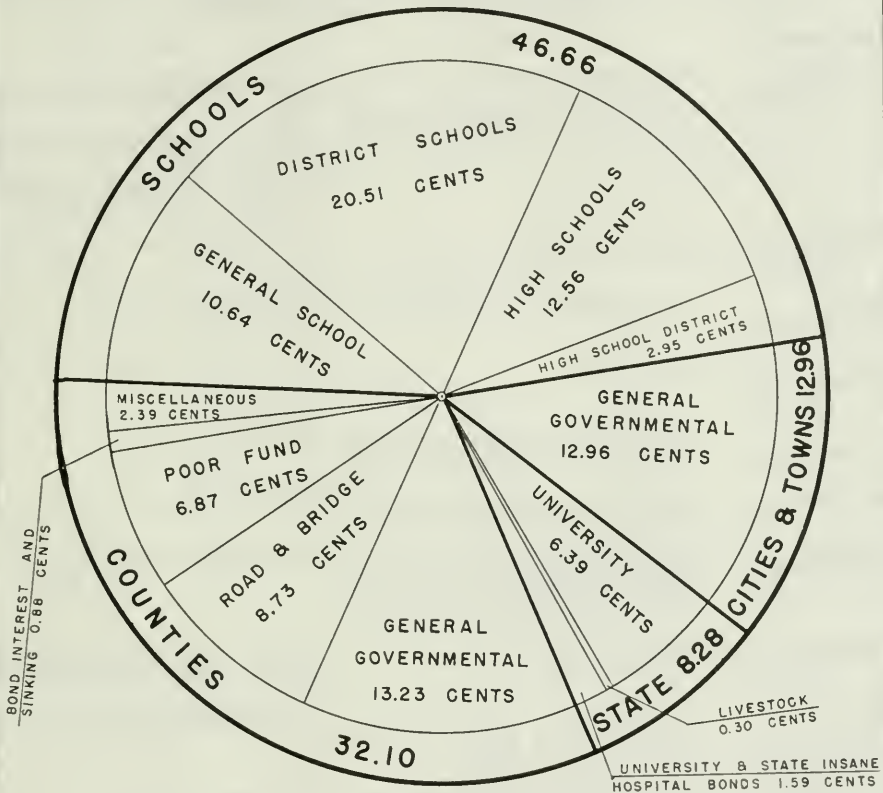 46.66
SCHOOLS
DISTRICT SCHOOLS
20.51 CENTS
HIGH SCHOOLS
12.56 CENTS
HIGH SCHOOL DISTRICT
2.95 CENTS
GENERAL SCHOOL
10.64 CENTS
MISCELLANEOUS
2.39 CENTS
GENERAL
GOVERNMENTAL
12.96 CENTS
CITIES & TOWNS 12.96
POOR FUND
6.87 CENTS
UNIVERSITY
6.39 CENTS
ROAD & BRIDGE
8.73 CENTS
BOND INTEREST AND
SINKING 0.88 CENTS
COUNTIES
GENERAL
GOVERNMENTAL
13.23 CENTS
STATE 8.28
LIVESTOCK
0.30 CENTS
32.10
UNIVERSITY & STATE INSANE
HOSPITAL BONDS 1.59 CENTS